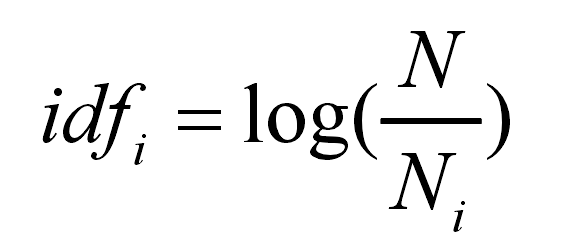 idf_i = log(N/N_i)